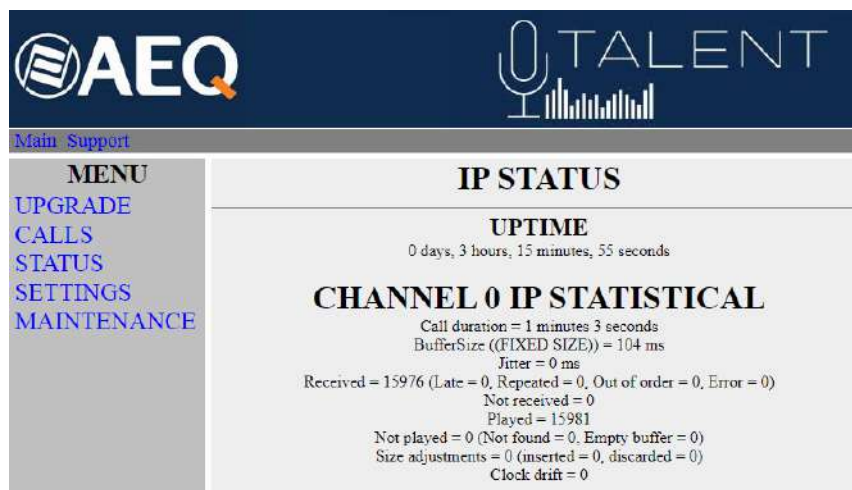 AEQ
TALENT
Main Support
MENU
UPGRADE
CALLS
STATUS
SETTINGS
MAINTENANCE
IP STATUS
UPTIME
0 days, 3 hours, 15 minutes, 55 seconds
CHANNEL 0 IP STATISTICAL
Call duration = 1 minutes 3 seconds
BufferSize ((FIXED SIZE)) = 104 ms
Jitter = 0 ms
Received = 15976 (Late = 0, Repeated = 0, Out of order = 0, Error = 0)
Not received = 0
Played = 15981
Not played = 0 (Not found = 0, Empty buffer = 0)
Size adjustments = 0 (inserted = 0, discarded = 0)
Clock drift = 0